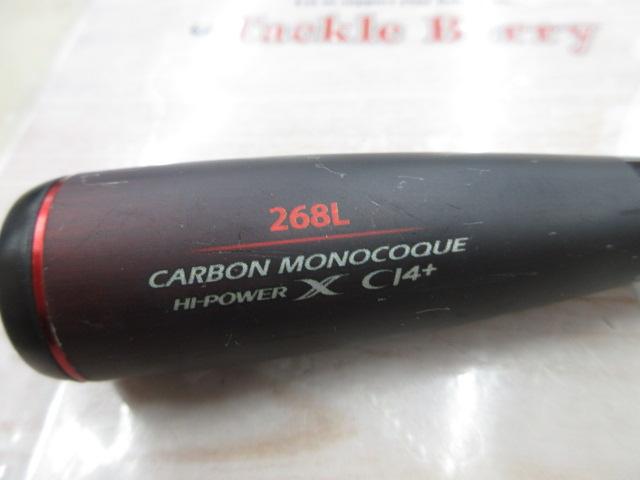 Tackle Berry
268L
CARBON MONOCOQUE
HI-POWER X CI4+